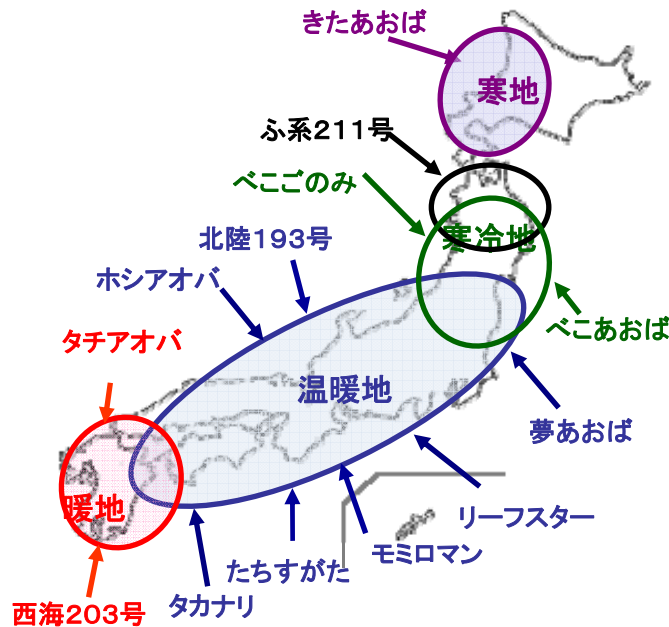 きたあおば
寒地
ふ系211号
べこごのみ
寒冷地
北陸193号
ホシアオバ
べこあおば
タチアオバ
温暖地
夢あおば
暖地
リーフスター
モミロマン
たちすがた
タカナリ
西海203号